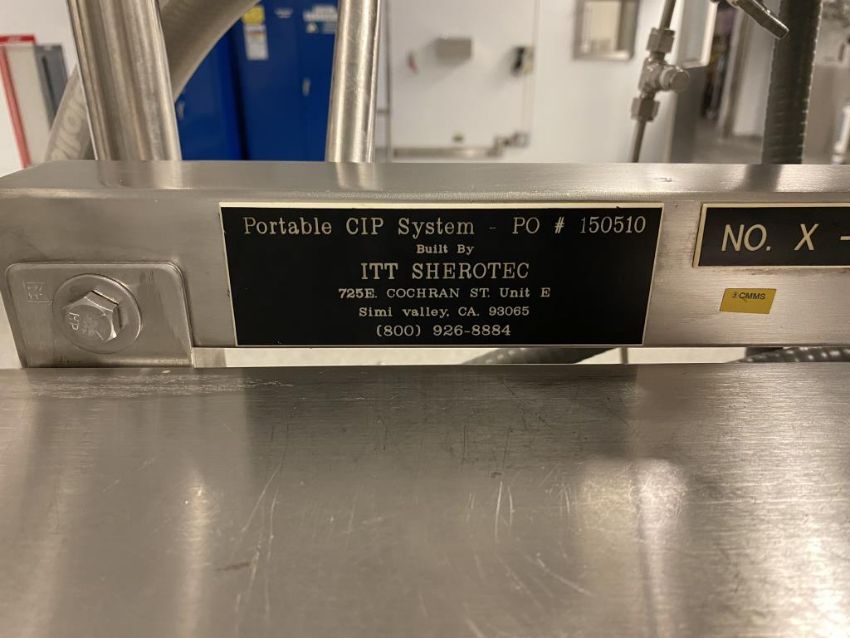 Portable CIP System - PO # 150510
Built By
ITT SHEROTEC
725E. COCHRAN ST. Unit E
Simi valley, CA. 93065
(800) 926-8884
NO. X -
CMMS